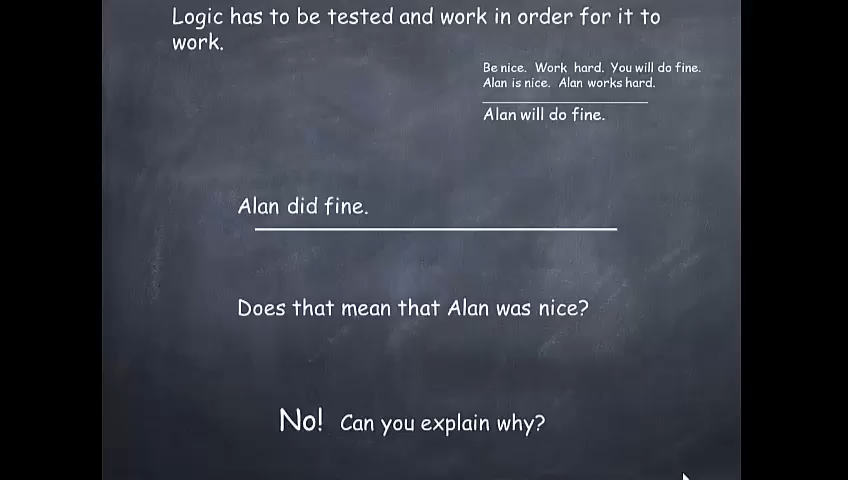 Logic has to be tested and work in order for it to
work.
Be nice. Work hard. You will do fine.
Alan is nice. Alan works hard.
Alan will do fine.
Alan did fine.
Does that mean that Alan was nice?
No! Can you explain why?